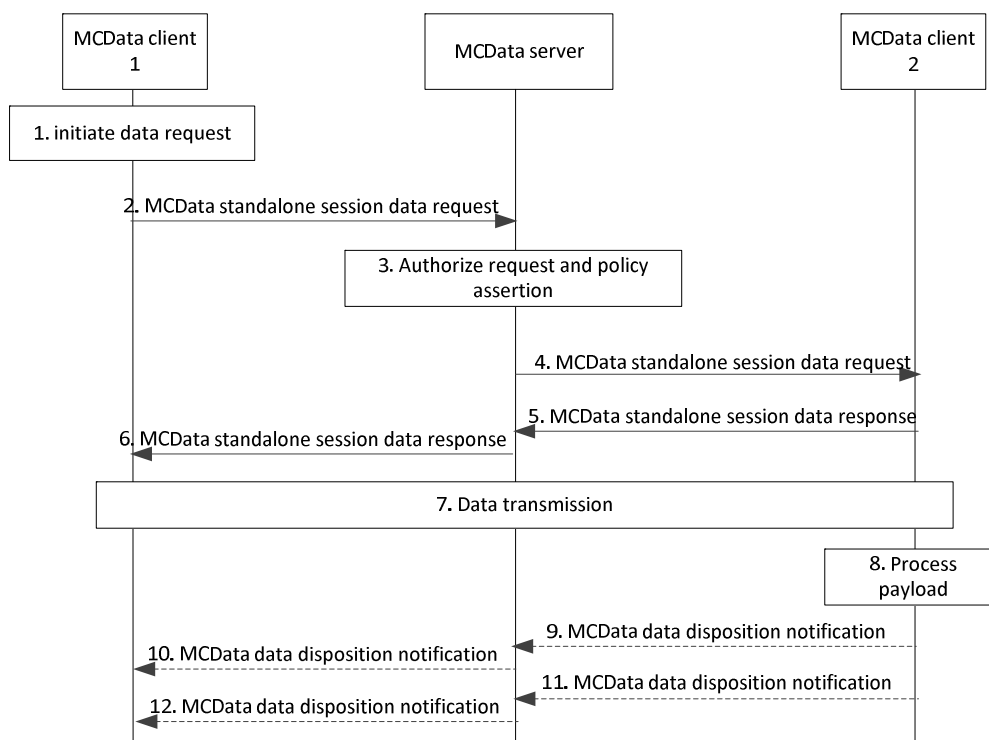 MCData client
1
MCData server
MCData client
2
1. initiate data request
2. MCData standalone session data request
3. Authorize request and policy
assertion
4. MCData standalone session data request
5. MCData standalone session data response
6. MCData standalone session data response
7. Data transmission
8. Process
payload
9. MCData data disposition notification
10. MCData data disposition notification
11. MCData data disposition notification
12. MCData data disposition notification